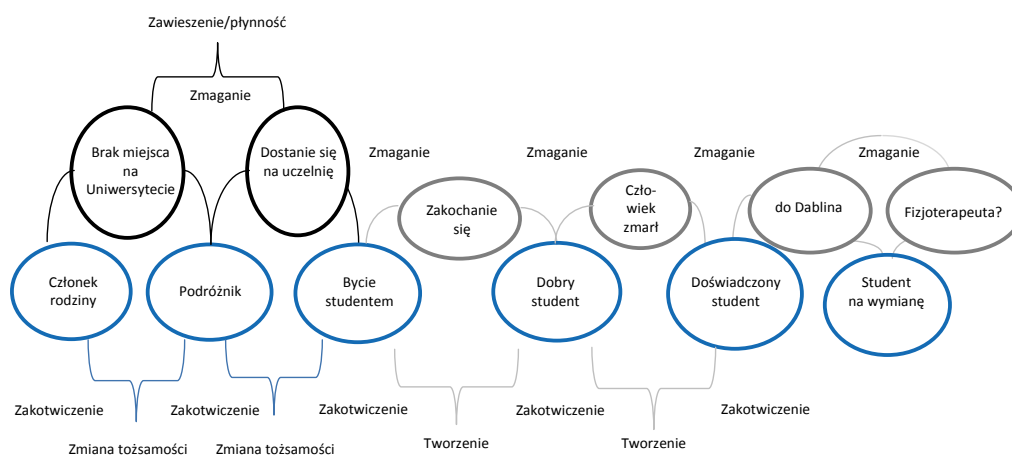 Zawieszenie/płynność
Zmaganie
Brak miejsca
na
Uniwersytecie
Dostanie się
na uczelnię
Zmaganie
Zmaganie
Zmaganie
Zmaganie
Zakochanie
się
Czło-
wiek
zmarł
do Dablina
Fizjoterapeuta?
Członek
rodziny
Podróżnik
Bycie
studentem
Dobry
student
Doświadczony
student
Student
na wymianę
Zakotwiczenie
Zakotwiczenie
Zakotwiczenie
Zakotwiczenie
Zakotwiczenie
Zmiana tożsamości
Zmiana tożsamości
Tworzenie
Tworzenie